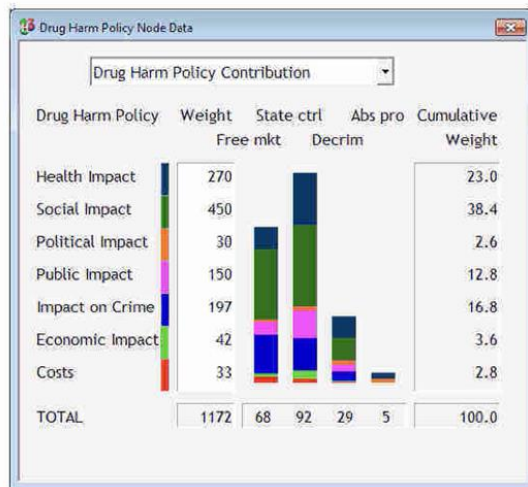 Drug Harm Policy Node Data
Drug Harm Policy Contribution
Drug Harm Policy Weight State ctrl Abs pro Cumulative
Free mkt Decrim Weight
Health Impact 270 23.0
Social Impact 450 38.4
Political Impact 30 2.6
Public Impact 150 12.8
Impact on Crime 197 16.8
Economic Impact 42 3.6
Costs 33 2.8
TOTAL 1172 68 92 29 5 100.0